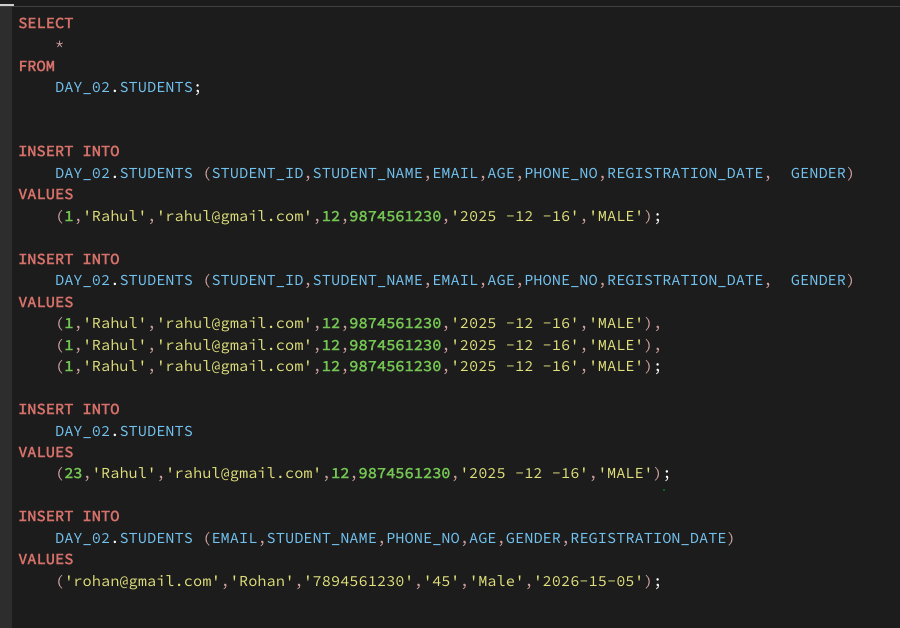 SELECT
*
FROM
DAY_02.STUDENTS;
INSERT INTO
DAY_02.STUDENTS (STUDENT_ID,STUDENT_NAME,EMAIL,AGE,PHONE_NO,REGISTRATION_DATE,  GENDER)
VALUES
(1,'Rahul','rahul@gmail.com',12,9874561230,'2025 -12 -16','MALE');
INSERT INTO
DAY_02.STUDENTS (STUDENT_ID,STUDENT_NAME,EMAIL,AGE,PHONE_NO,REGISTRATION_DATE,  GENDER)
VALUES
(1,'Rahul','rahul@gmail.com',12,9874561230,'2025 -12 -16','MALE'),
(1,'Rahul','rahul@gmail.com',12,9874561230,'2025 -12 -16','MALE'),
(1,'Rahul','rahul@gmail.com',12,9874561230,'2025 -12 -16','MALE');
INSERT INTO
DAY_02.STUDENTS
VALUES
(23,'Rahul','rahul@gmail.com',12,9874561230,'2025 -12 -16','MALE');
INSERT INTO
DAY_02.STUDENTS (EMAIL,STUDENT_NAME,PHONE_NO,AGE,GENDER,REGISTRATION_DATE)
VALUES
('rohan@gmail.com','Rohan','7894561230','45','Male','2026-15-05');